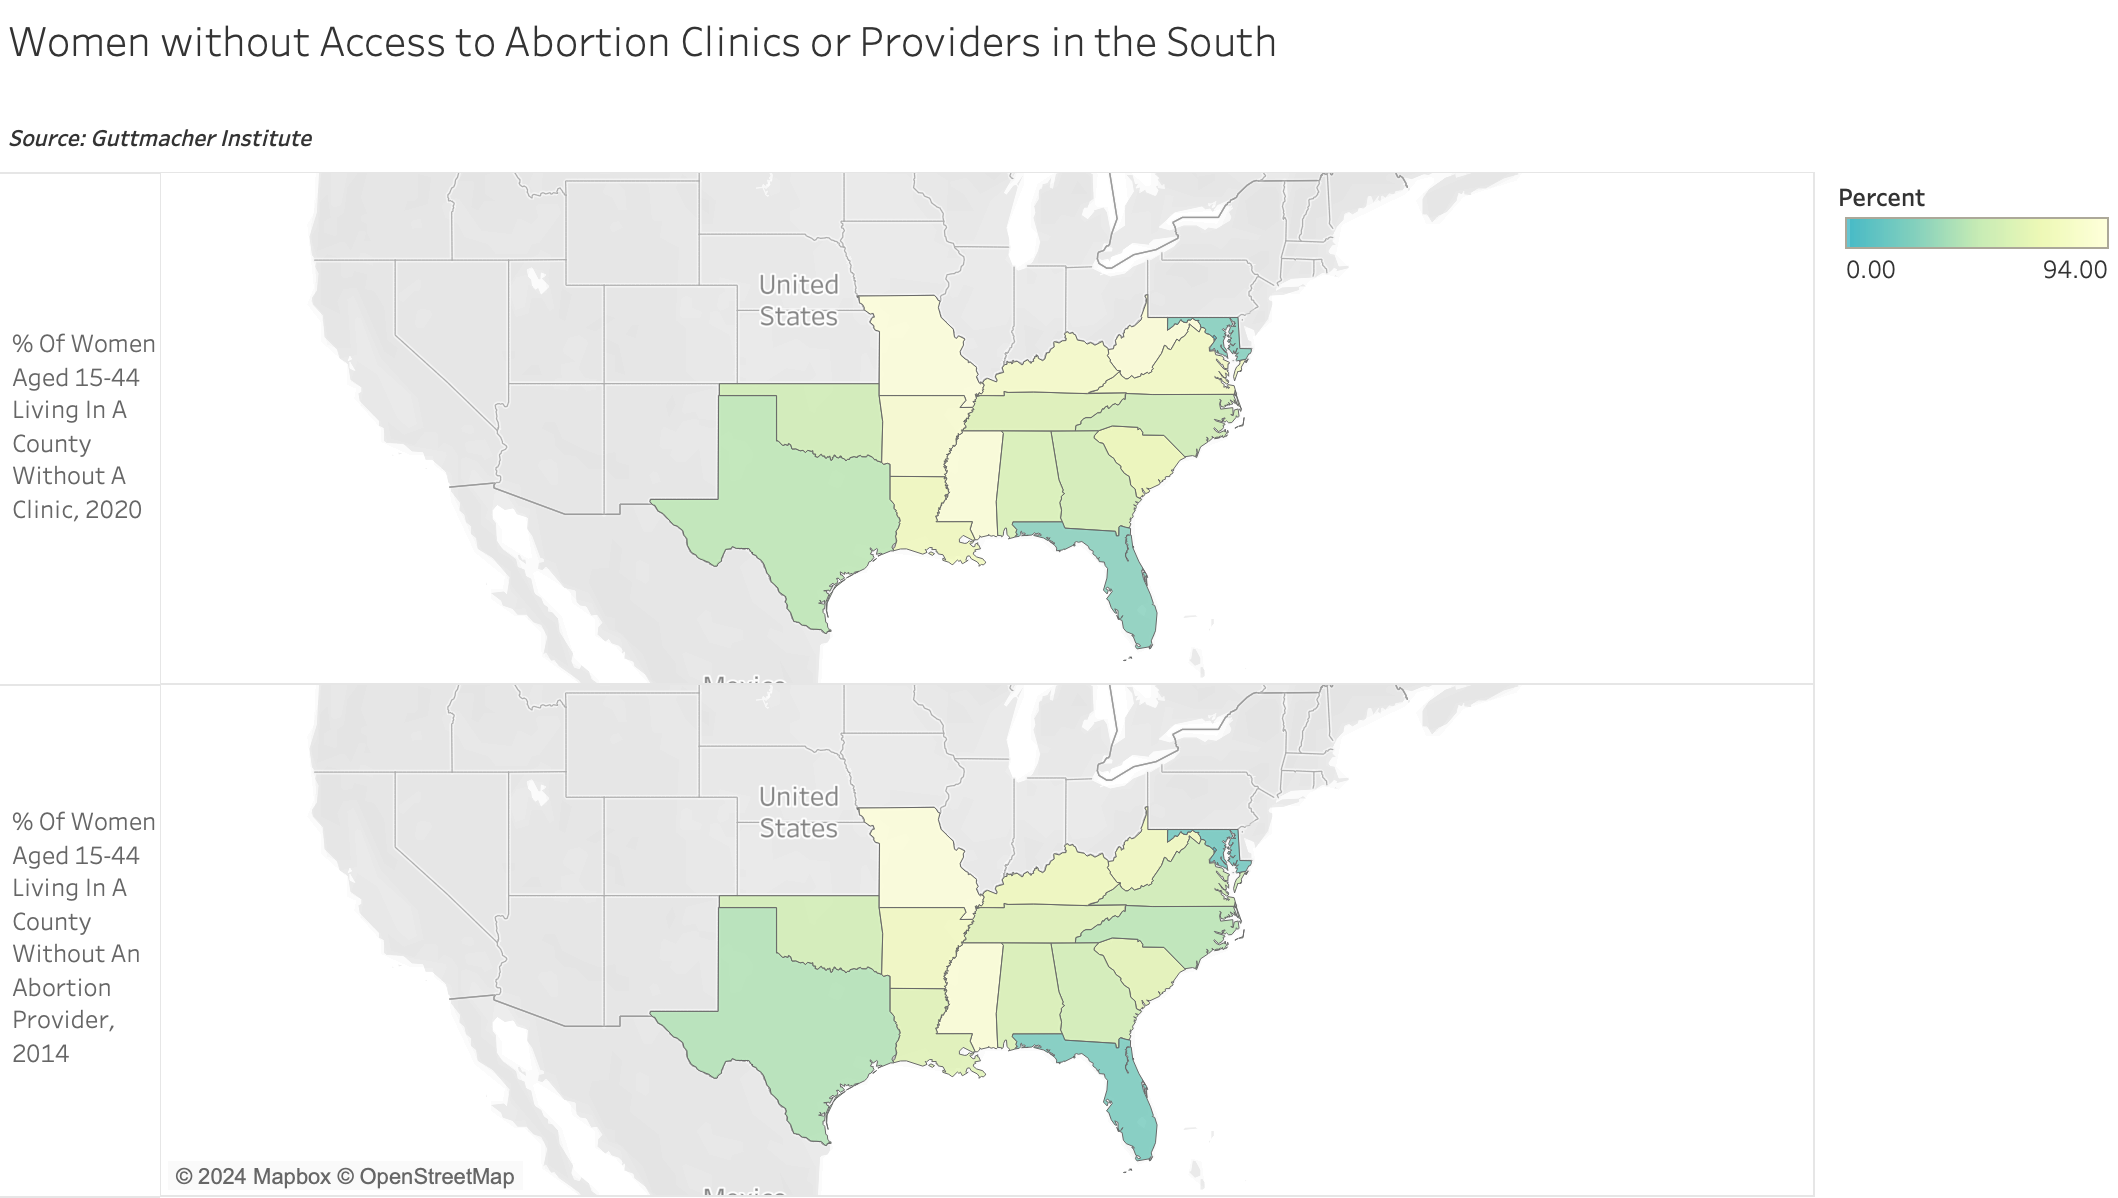 Women without Access to Abortion Clinics or Providers in the South
Source: Guttmacher Institute
Percent
0.00 94.00
% Of Women
Aged 15-44
Living In A
County
Without A
Clinic, 2020
United
States
Mexico
% Of Women
Aged 15-44
Living In A
County
Without An
Abortion
Provider,
2014
United
States
Mexico
© 2024 Mapbox © OpenStreetMap